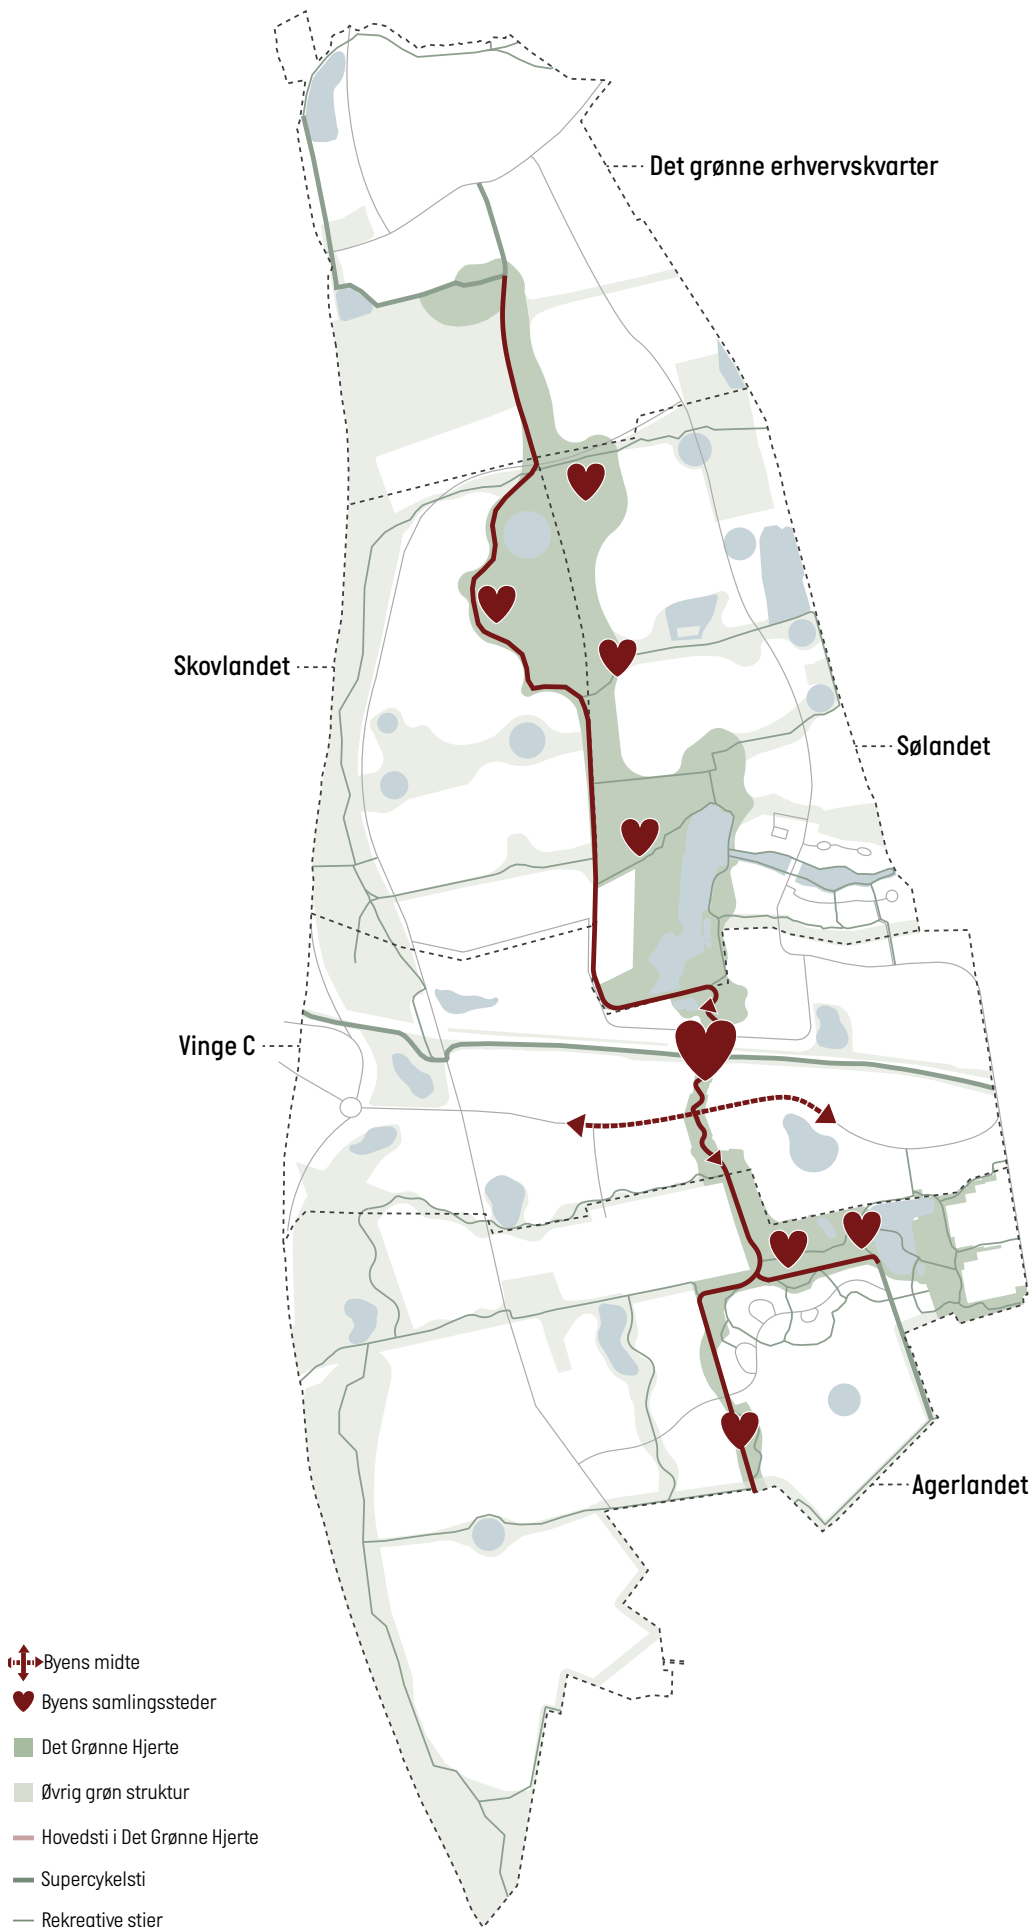 Det grønne erhvervskvarter
Skovlandet
Sølandet
Vinge C
Agerlandet
Byens midte
Byens samlingssteder
Det Grønne Hjerte
Øvrig grøn struktur
Hovedsti i Det Grønne Hjerte
Supercykelsti
Rekreative stier